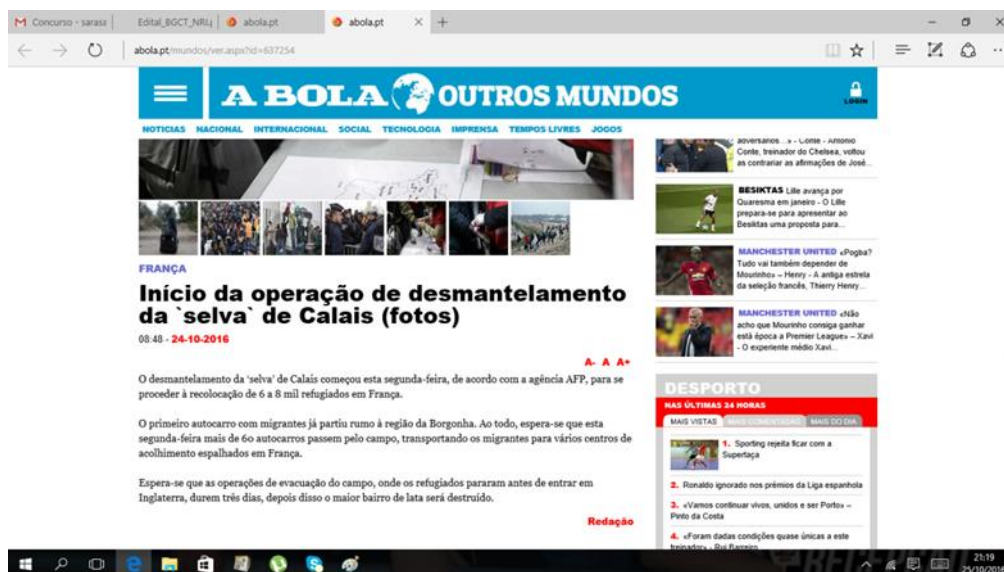 Concurso - sarasa
Edital_BGCT_NRL
abola.pt
abola.pt
abola.pt/mundos/ver.aspx?id=637254
A BOLA OUTROS MUNDOS
LOGIN
NOTICIAS NACIONAL INTERNACIONAL SOCIAL TECNOLOGIA IMPRENSA TEMPOS LIVRES JOGOS
FRANÇA
Início da operação de desmantelamento
da `selva` de Calais (fotos)
08:48 - 24-10-2016
A- A A+
O desmantelamento da 'selva' de Calais começou esta segunda-feira, de acordo com a agência AFP, para se
proceder à recolocação de 6 a 8 mil refugiados em França.
O primeiro autocarro com migrantes já partiu rumo à região da Borgonha. Ao todo, espera-se que esta
segunda-feira mais de 60 autocarros passem pelo campo, transportando os migrantes para vários centros de
acolhimento espalhados em França.
Espera-se que as operações de evacuação do campo, onde os refugiados pararam antes de entrar em
Inglaterra, durem três dias, depois disso o maior bairro de lata será destruído.
Redação
adversários...» - Conte - António
Conte, treinador do Chelsea, voltou
as contrariar as afirmações de José...
BESIKTAS Lille avança por
Quaresma em janeiro - O Lille
prepara-se para apresentar ao
Besiktas uma proposta para...
MANCHESTER UNITED «Pogba?
Tudo vai também depender de
Mourinho» – Henry - A antiga estrela
da seleção francês, Thierry Henry...
MANCHESTER UNITED «Não
acho que Mourinho consiga ganhar
está época a Premier League» – Xavi
- O experiente médio Xavi...
DESPORTO
NAS ÚLTIMAS 24 HORAS
MAIS VISTAS MAIS COMENTADAS MAIS DO DIA
1. Sporting rejeita ficar com a
Supertaça
2. Ronaldo ignorado nos prémios da Liga espanhola
3. «Vamos continuar vivos, unidos e ser Porto» –
Pinto da Costa
4. «Foram dadas condições quase únicas a este
treinador» - Rui Barreiro
21:19
25/10/2016